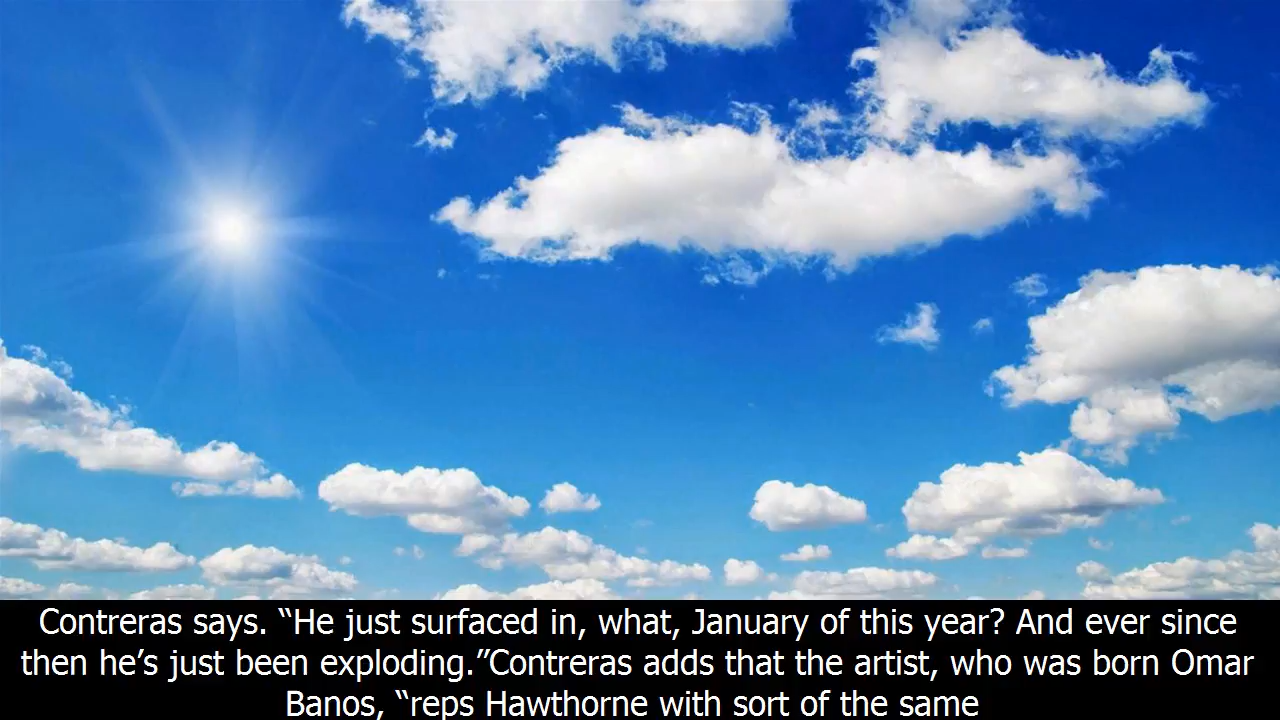 Contreras says. “He just surfaced in, what, January of this year? And ever since
then he’s just been exploding.”Contreras adds that the artist, who was born Omar
Banos, “reps Hawthorne with sort of the same